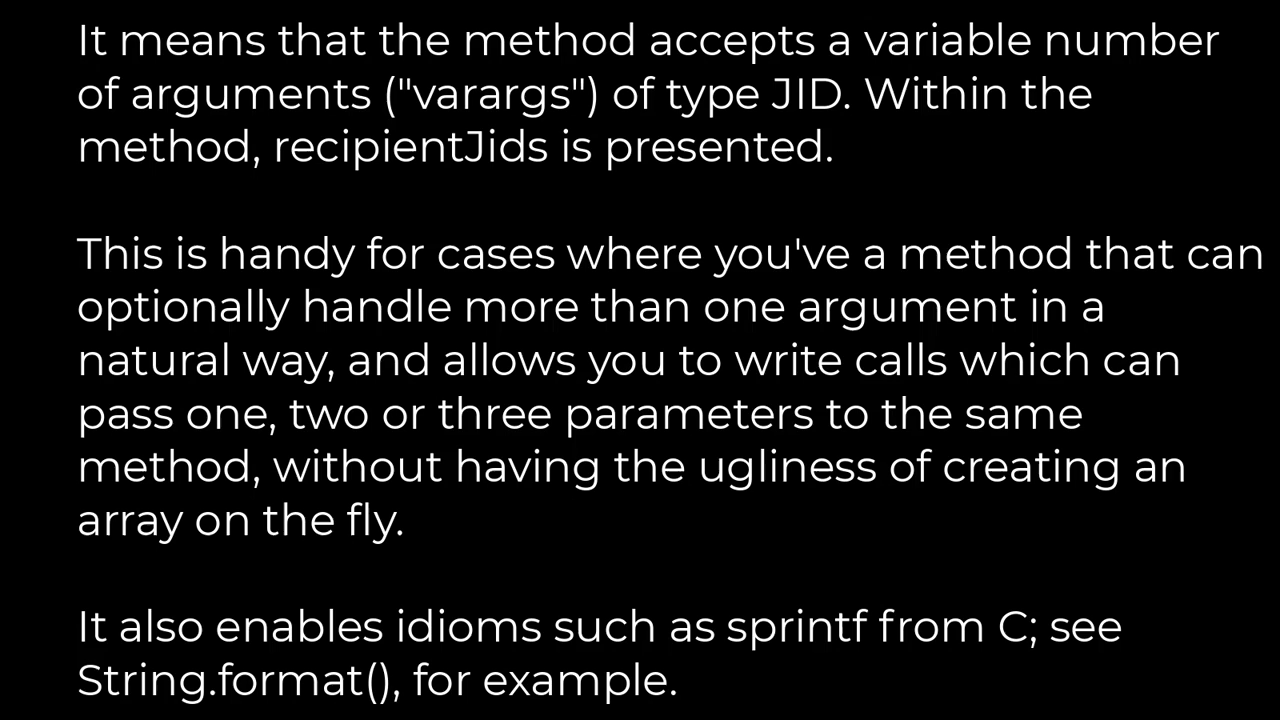 It means that the method accepts a variable number
of arguments ("varargs") of type JID. Within the
method, recipientJids is presented.
This is handy for cases where you've a method that can
optionally handle more than one argument in a
natural way, and allows you to write calls which can
pass one, two or three parameters to the same
method, without having the ugliness of creating an
array on the fly.
It also enables idioms such as sprintf from C; see
String.format(), for example.